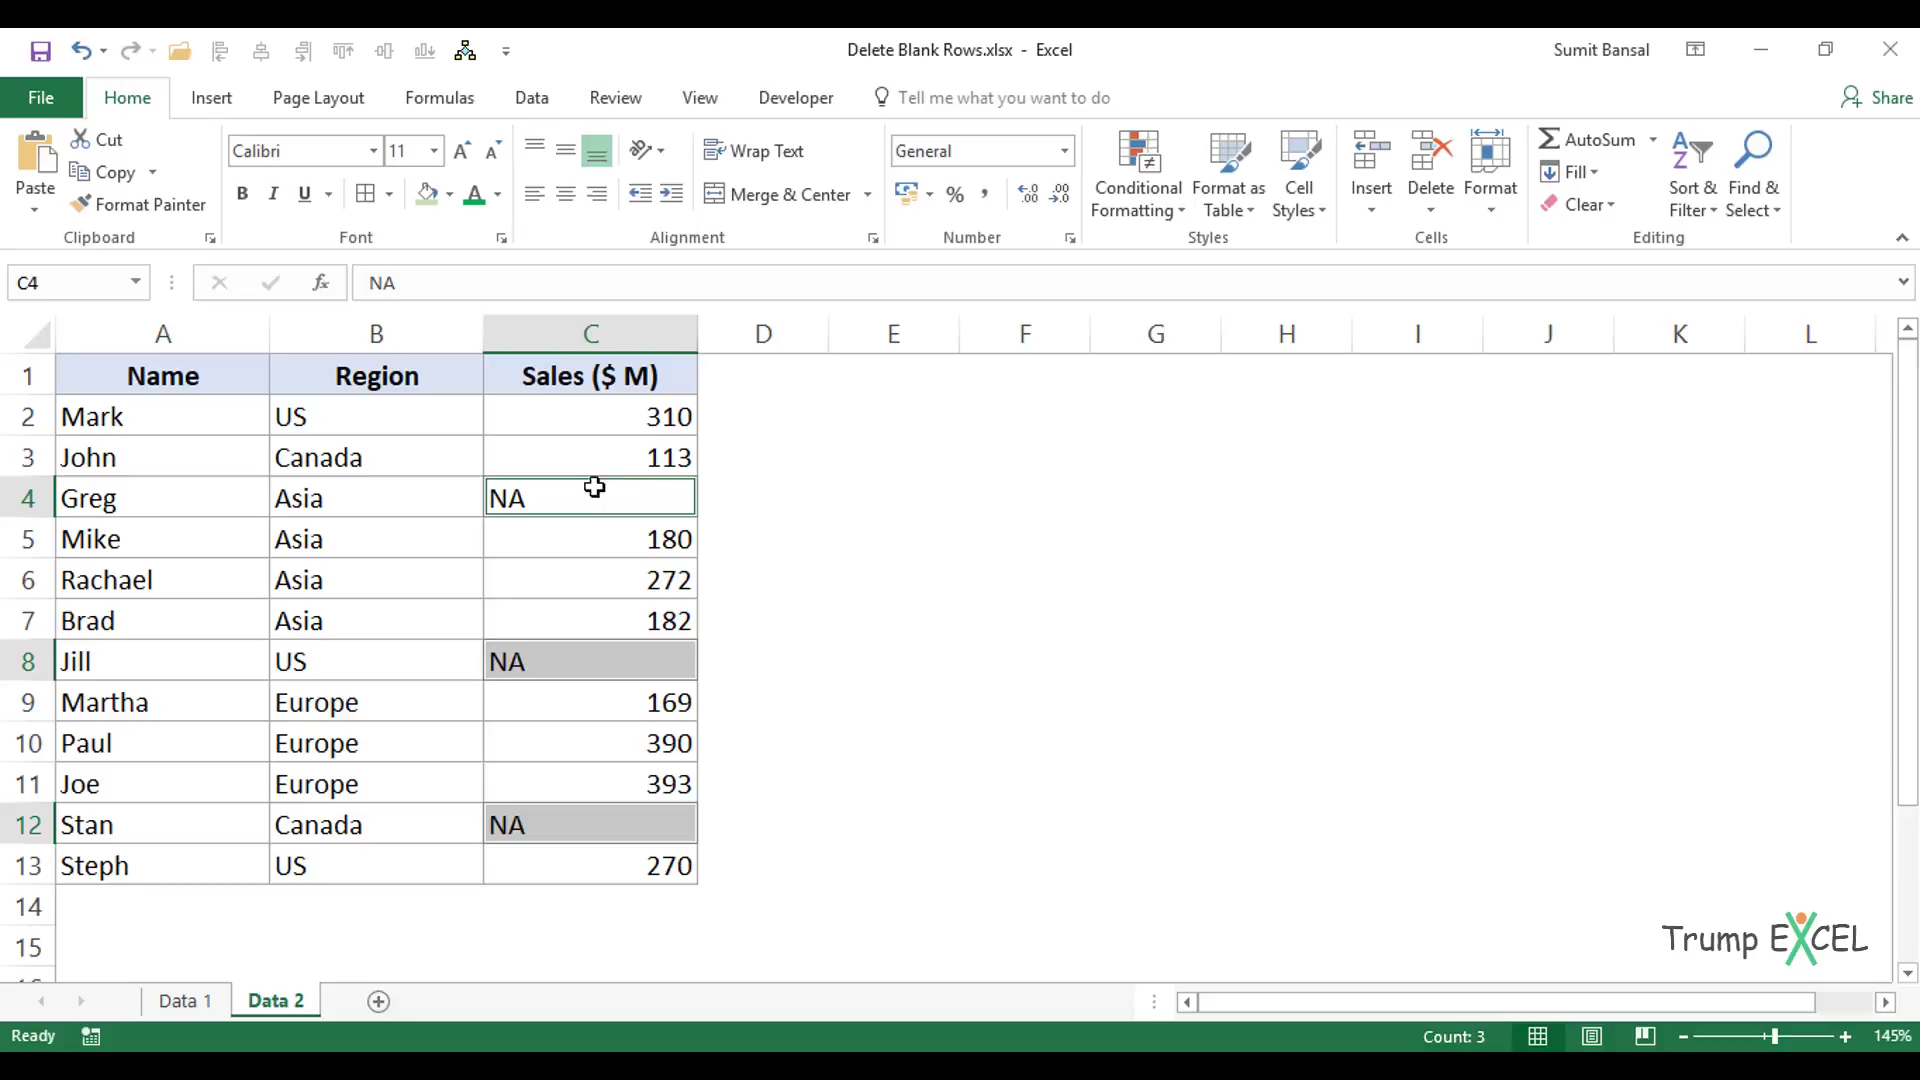 Delete Blank Rows.xlsx - Excel
Sumit Bansal
File Home Insert Page Layout Formulas Data Review View Developer Tell me what you want to do Share
Paste
Cut
Copy
Format Painter
Clipboard
Calibri 11
B I U A
Font
Wrap Text
Merge & Center
Alignment
General
% ,
Number
Conditional Formatting
Format as Table
Cell Styles
Styles
Insert
Delete
Format
Cells
AutoSum
Fill
Clear
Sort & Filter
Find & Select
Editing
C4 fx NA
A B C D E F G H I J K L
1 Name Region Sales ($ M)
2 Mark US 310
3 John Canada 113
4 Greg Asia NA
5 Mike Asia 180
6 Rachael Asia 272
7 Brad Asia 182
8 Jill US NA
9 Martha Europe 169
10 Paul Europe 390
11 Joe Europe 393
12 Stan Canada NA
13 Steph US 270
14
15
Trump EXCEL
Data 1 Data 2
Ready Count: 3 145%